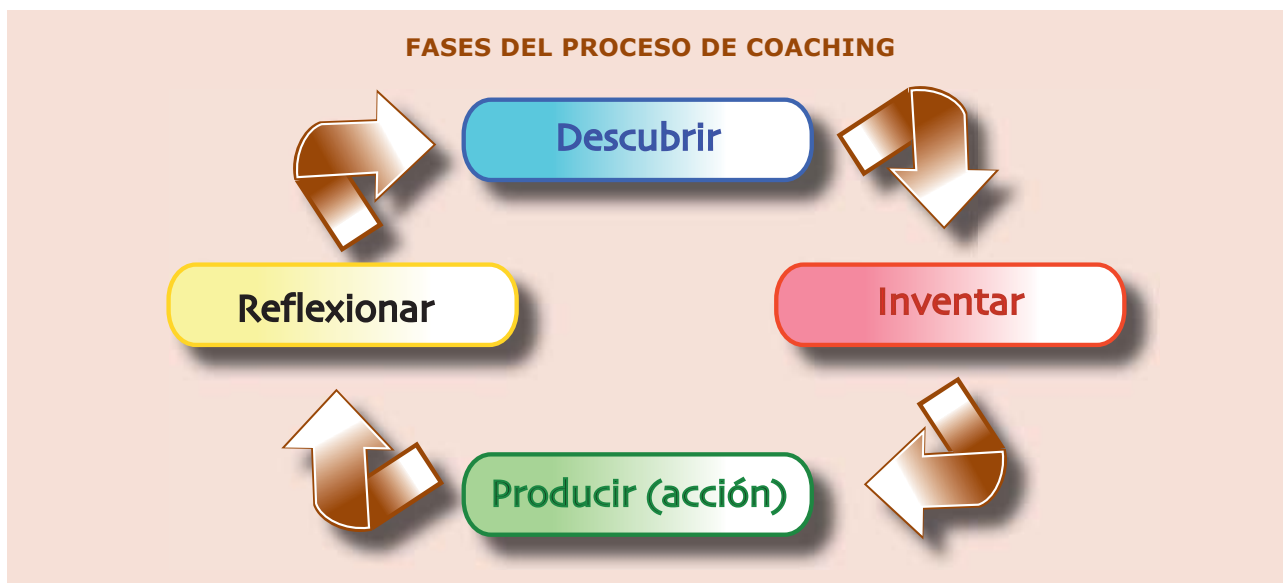 FASES DEL PROCESO DE COACHING
Descubrir
Reflexionar
Inventar
Producir (acción)